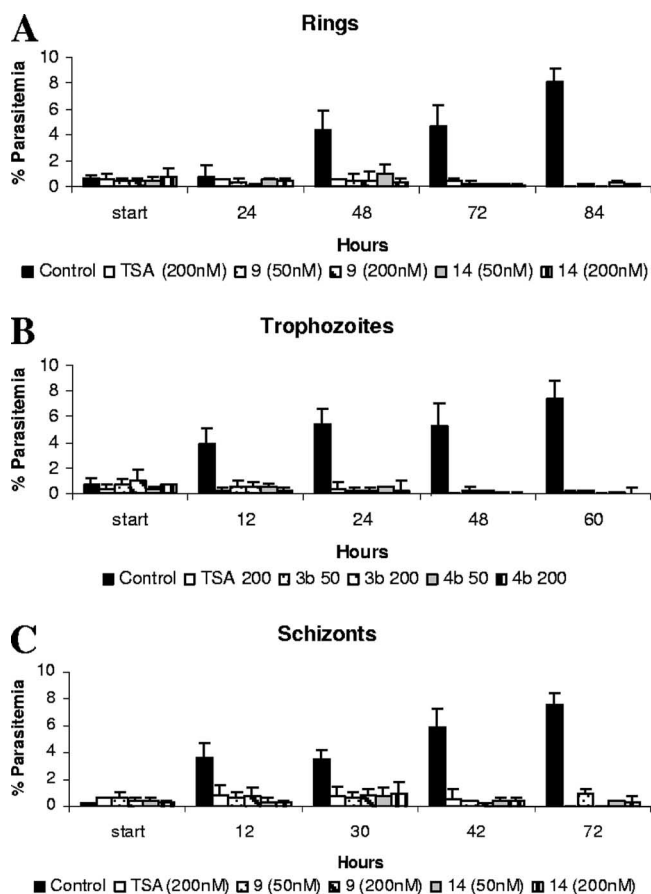 A
Rings
% Parasitemia
10
8
6
4
2
0
start 24 48 72 84
Hours
Control TSA (200nM) 9 (50nM) 9 (200nM) 14 (50nM) 14 (200nM)
B
Trophozoites
% Parasitemia
10
8
6
4
2
0
start 12 24 48 60
Hours
Control TSA 200 3b 50 3b 200 4b 50 4b 200
C
Schizonts
% Parasitemia
10
8
6
4
2
0
start 12 30 42 72
Hours
Control TSA (200nM) 9 (50nM) 9 (200nM) 14 (50nM) 14 (200nM)